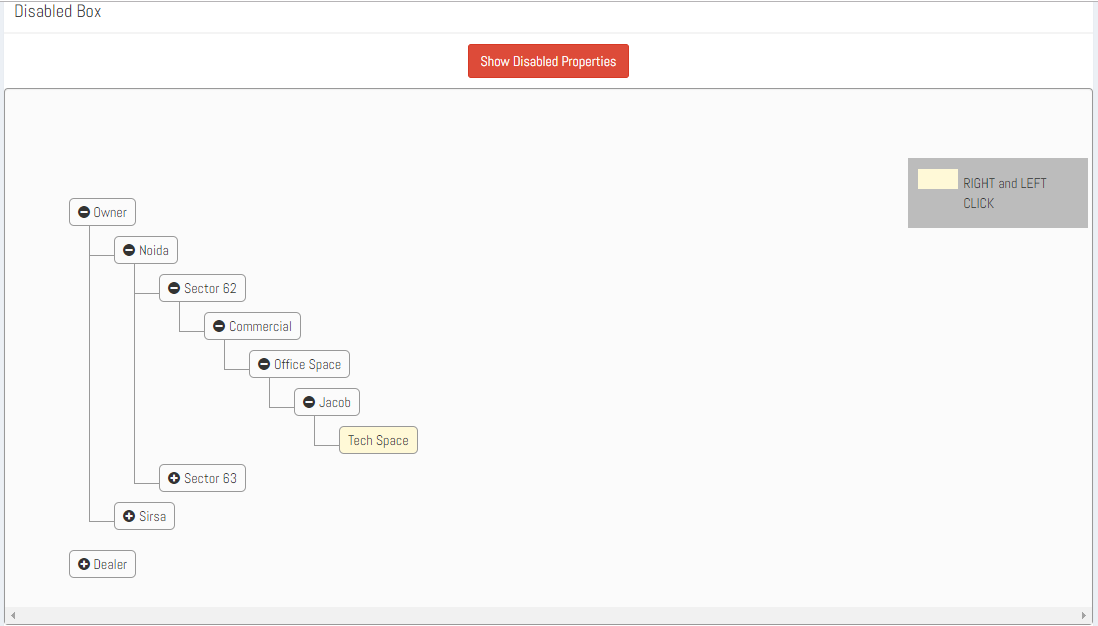 Disabled Box
Show Disabled Properties
RIGHT and LEFT
CLICK
Owner
Noida
Sector 62
Commercial
Office Space
Jacob
Tech Space
Sector 63
Sirsa
Dealer